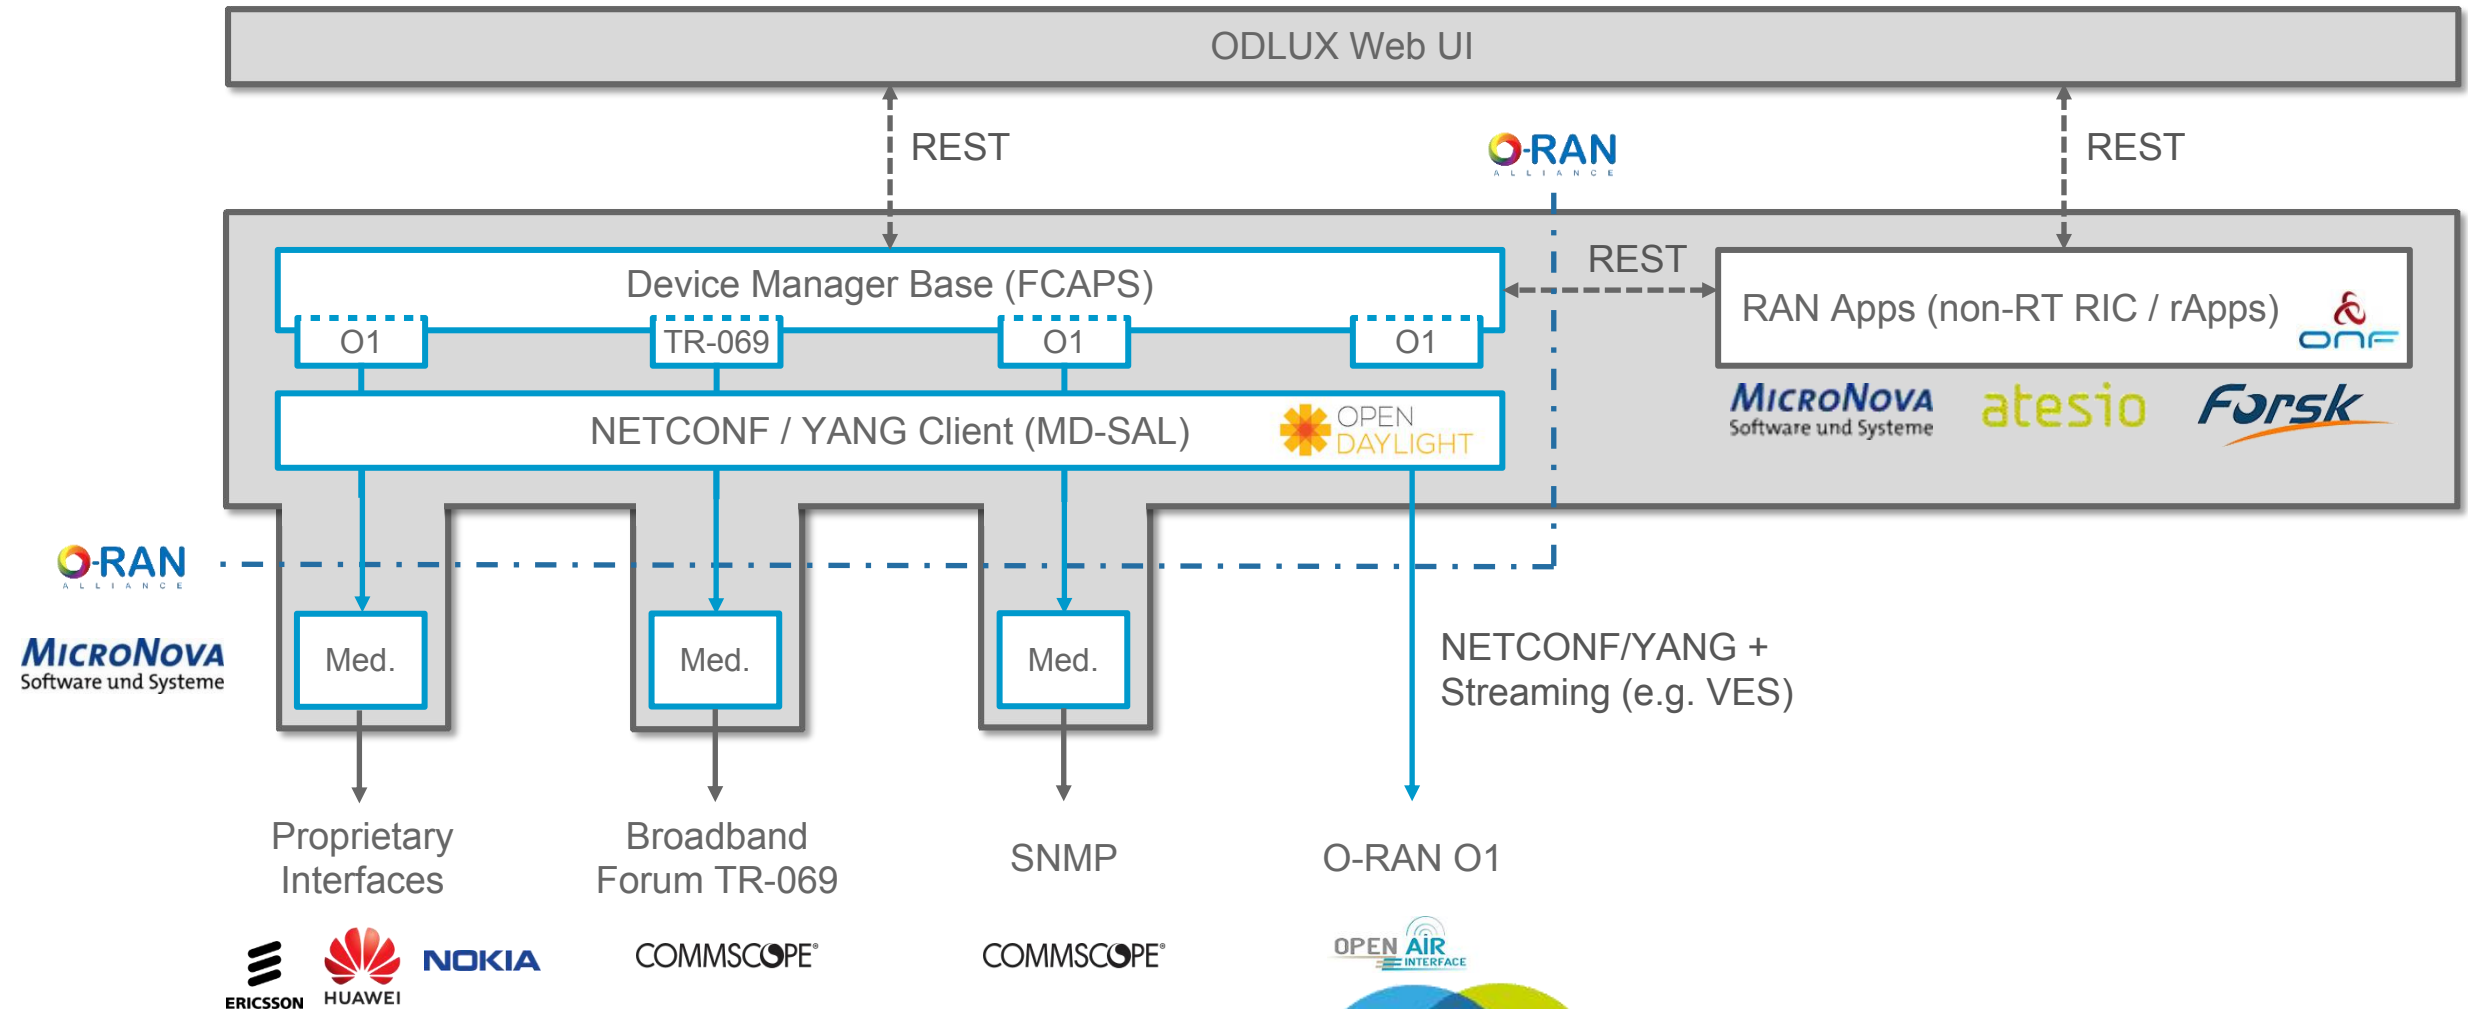 ODLUX Web UI
REST
O-RAN
ALLIANCE
REST
Device Manager Base (FCAPS)
REST
RAN Apps (non-RT RIC / rApps)
ONF
O1
TR-069
O1
O1
NETCONF / YANG Client (MD-SAL)
OPEN
DAYLIGHT
MICRONOVA
Software und Systeme
atesio
Forsk
O-RAN
ALLIANCE
MICRONOVA
Software und Systeme
Med.
Med.
Med.
NETCONF/YANG +
Streaming (e.g. VES)
Proprietary
Interfaces
Broadband
Forum TR-069
SNMP
O-RAN O1
ERICSSON
HUAWEI
NOKIA
COMMSCOPE®
COMMSCOPE®
OPEN AIR
INTERFACE